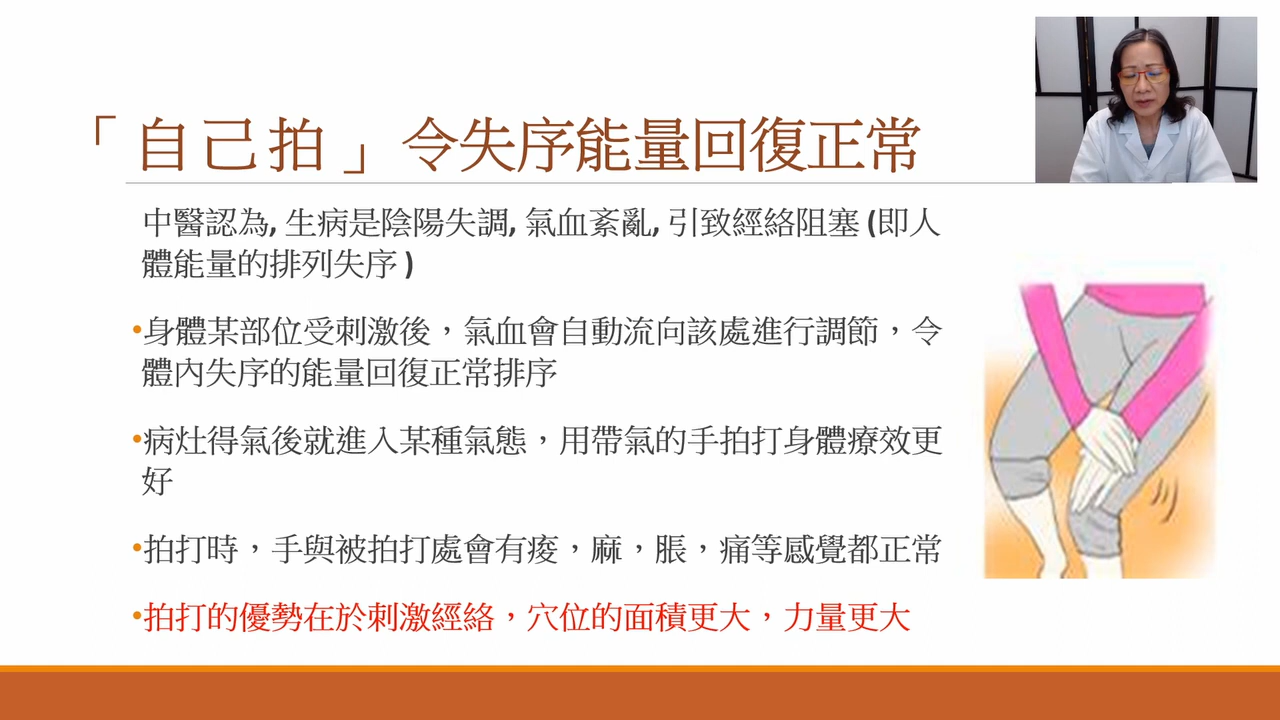 「自己拍」令失序能量回復正常
中醫認為, 生病是陰陽失調, 氣血紊亂, 引致經絡阻塞 (即人
體能量的排列失序 )
•身體某部位受刺激後，氣血會自動流向該處進行調節，令
體內失序的能量回復正常排序
•病灶得氣後就進入某種氣態，用帶氣的手拍打身體療效更
好
•拍打時，手與被拍打處會有痠，麻，脹，痛等感覺都正常
•拍打的優勢在於刺激經絡，穴位的面積更大，力量更大